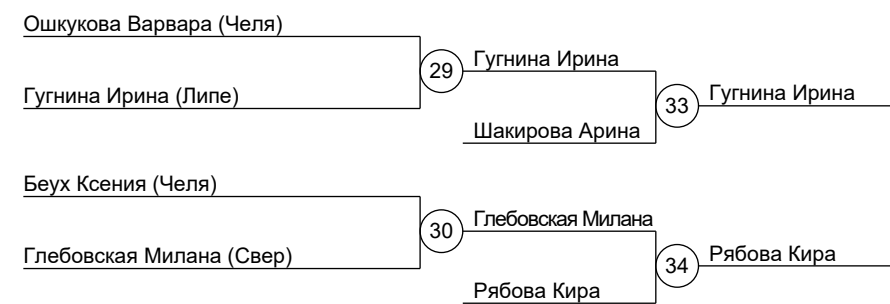 Ошкукова Варвара (Челя)
29
Гугнина Ирина
Гугнина Ирина (Липе)
33
Гугнина Ирина
Шакирова Арина
Беух Ксения (Челя)
30
Глебовская Милана
Глебовская Милана (Свер)
34
Рябова Кира
Рябова Кира